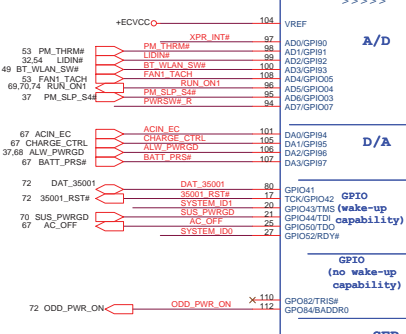 >>>>>
+ECVCC 104 VREF
XPR_INT# 97 AD0/GPI90 A/D
53 PM_THRM# PM_THRM# 98 AD1/GPI91
32,54 LIDIN# LIDIN# 99 AD2/GPI92
49 BT_WLAN_SW# BT_WLAN_SW# 100 AD3/GPI93
53 FAN1_TACH FAN1_TACH 108 AD4/GPIO05
69,70,74 RUN_ON1 RUN_ON1 96 AD5/GPIO04
37 PM_SLP_S4# PM_SLP_S4# 95 AD6/GPIO03
PWRSW#_R 94 AD7/GPIO07
67 ACIN_EC ACIN_EC 101 DA0/GPI94
67 CHARGE_CTRL CHARGE_CTRL 105 DA1/GPI95 D/A
37,68 ALW_PWRGD ALW_PWRGD 106 DA2/GPI96
67 BATT_PRS# BATT_PRS# 107 DA3/GPI97
72 DAT_35001 DAT_35001 80 GPIO41
72 35001_RST# 35001_RST# 17 TCK/GPIO42 GPIO
SYSTEM_ID1 20 GPIO43/TMS (wake-up
70 SUS_PWRGD SUS_PWRGD 21 GPIO44/TDI capability)
67 AC_OFF AC_OFF 25 GPIO50/TDO
SYSTEM_ID0 27 GPIO52/RDY#
GPIO
(no wake-up
capability)
110 GPO82/TRIS#
72 ODD_PWR_ON ODD_PWR_ON 112 GPO84/BADDR0